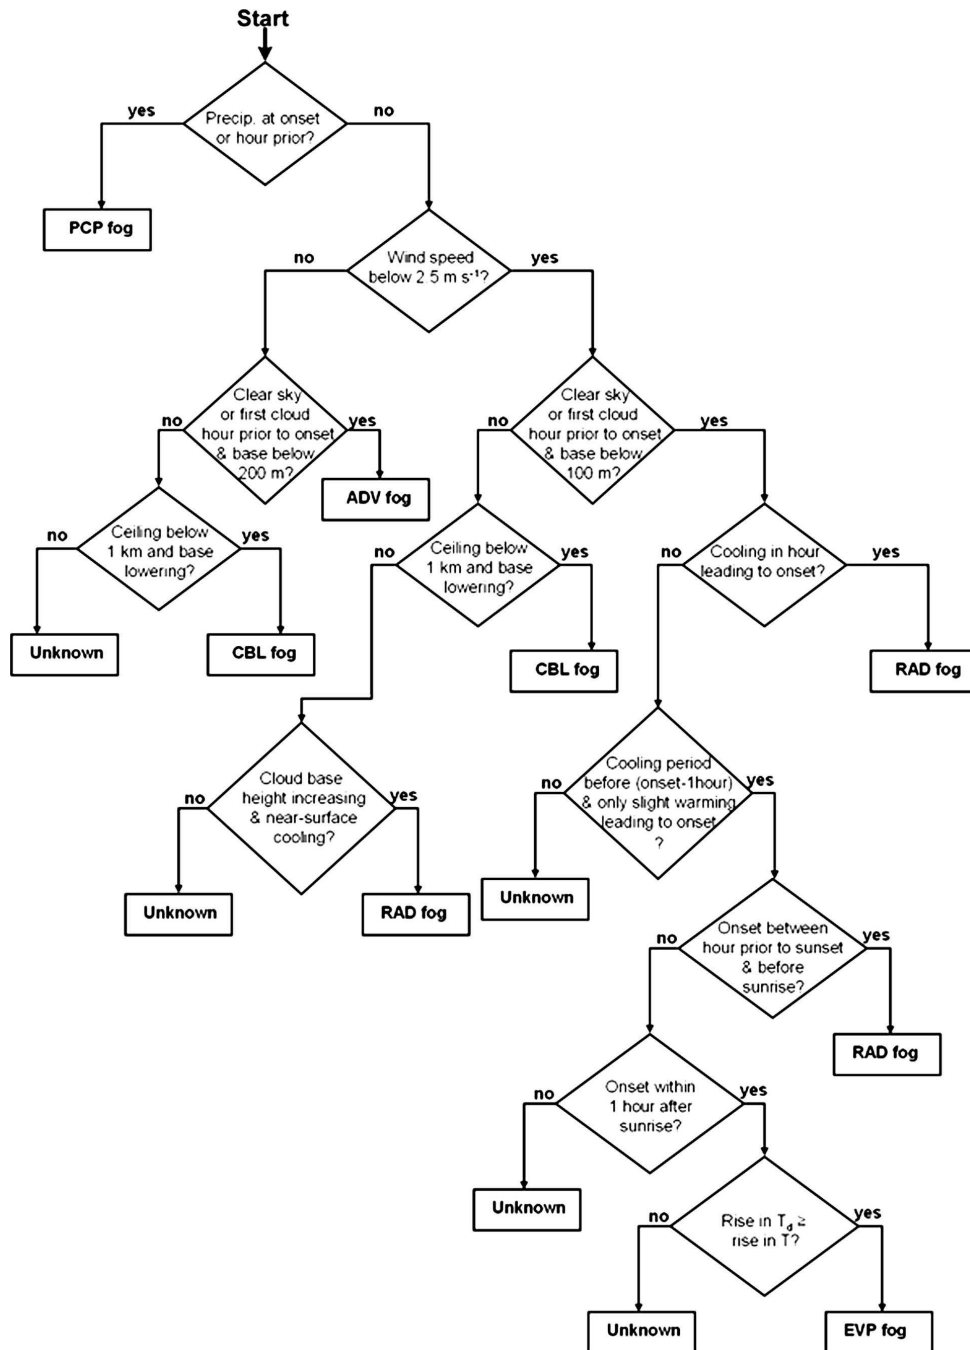 Start
yes
Precip. at onset
or hour prior?
no
PCP fog
no
Wind speed
below 2 5 m s⁻¹?
yes
no
Clear sky
or first cloud
hour prior to onset
& base below
200 m?
yes
no
Clear sky
or first cloud
hour prior to onset
& base below
100 m?
yes
ADV fog
no
Ceiling below
1 km and base
lowering?
yes
no
Ceiling below
1 km and base
lowering?
yes
no
Cooling in hour
leading to onset?
yes
Unknown
CBL fog
CBL fog
RAD fog
no
Cloud base
height increasing
& near-surface
cooling?
yes
no
Cooling period
before (onset-1hour)
& only slight warming
leading to onset
?
yes
Unknown
RAD fog
Unknown
no
Onset between
hour prior to sunset
& before
sunrise?
yes
RAD fog
no
Onset within
1 hour after
sunrise?
yes
Unknown
no
Rise in Td ≥
rise in T?
yes
Unknown
EVP fog